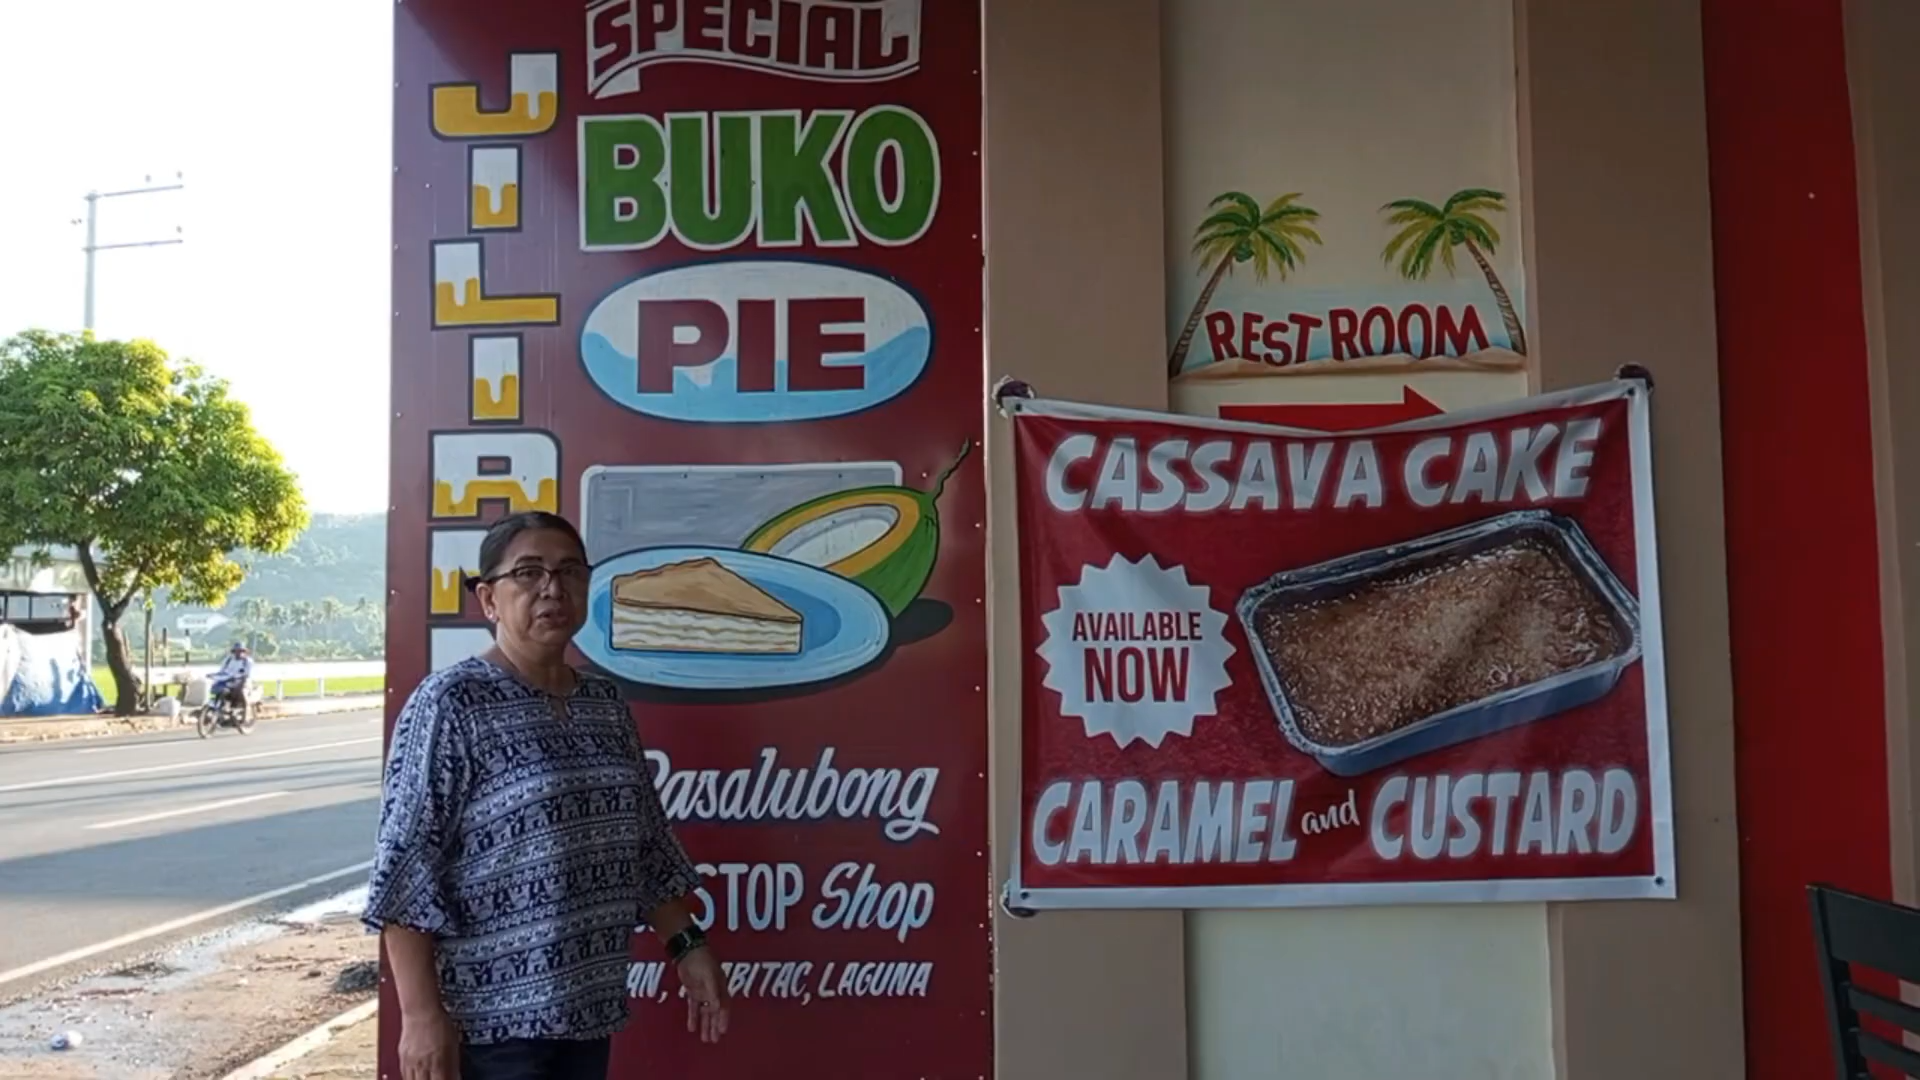 SPECIAL
BUKO
PIE
Pasalubong
STOP Shop
LAGUNA
REST ROOM
CASSAVA CAKE
AVAILABLE
NOW
CARAMEL and CUSTARD